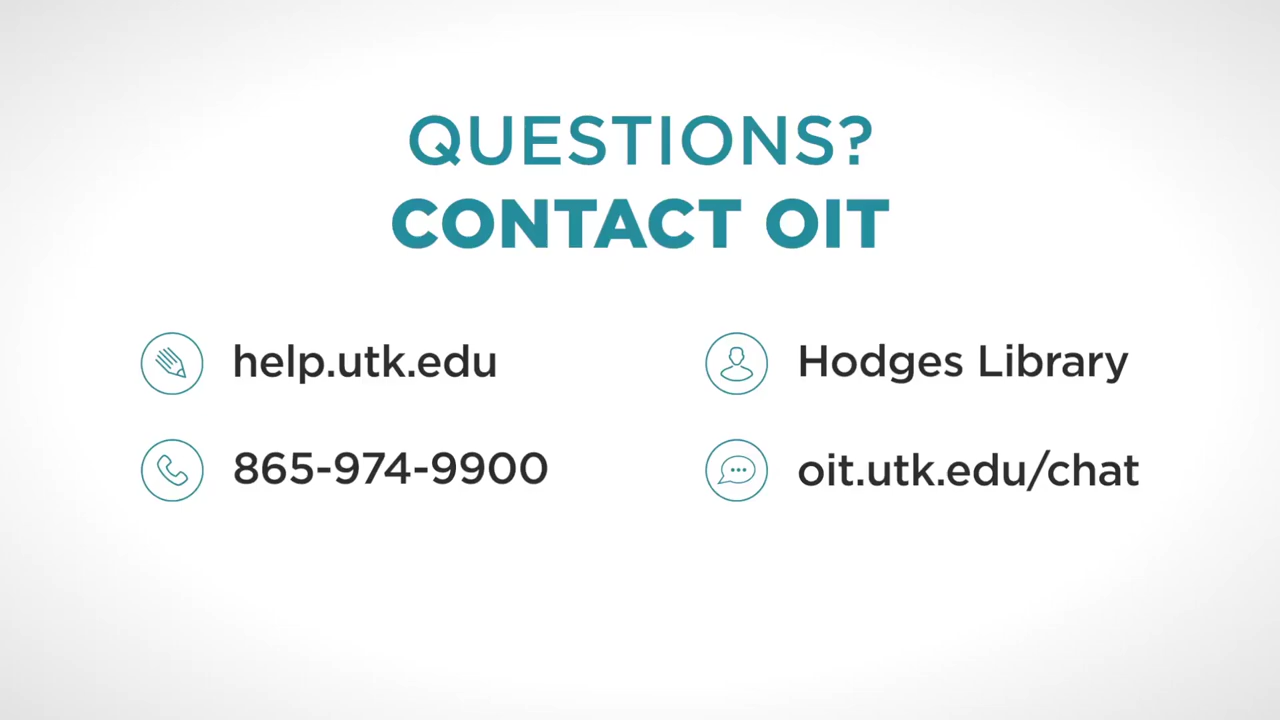 QUESTIONS?
CONTACT OIT
help.utk.edu
865-974-9900
Hodges Library
oit.utk.edu/chat